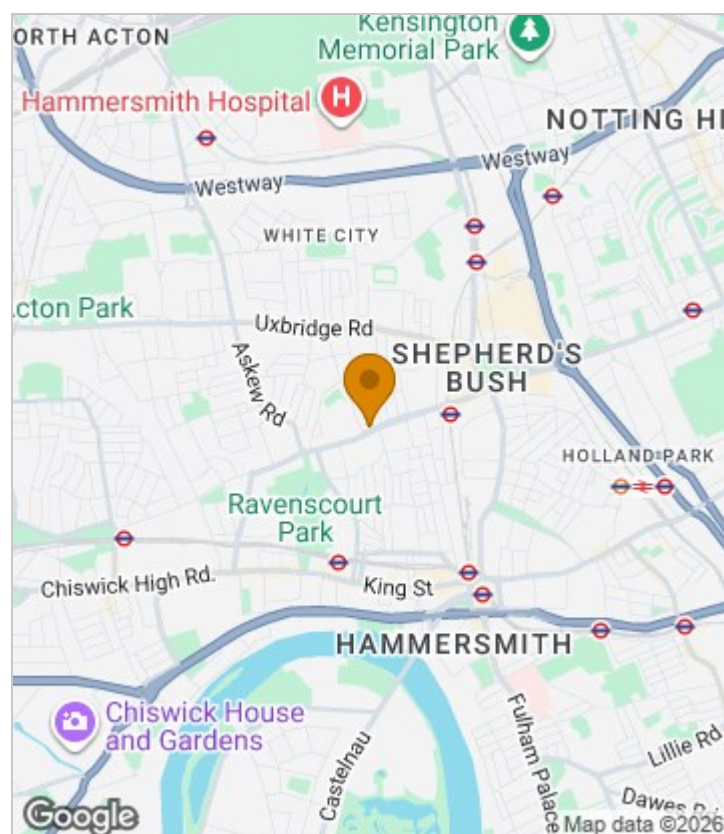 ORTH ACTON
Kensington
Memorial Park
Hammersmith Hospital
H
NOTTING HI
Westway
Westway
WHITE CITY
cton Park
Uxbridge Rd
Askew Rd
SHEPHERD'S
BUSH
HOLLAND PARK
Ravenscourt
Park
Chiswick High Rd.
King St
HAMMERSMITH
Chiswick House
and Gardens
Castelnau
Fulham Palace
Lillie Rd
Dawes R
Google
Map data ©2026